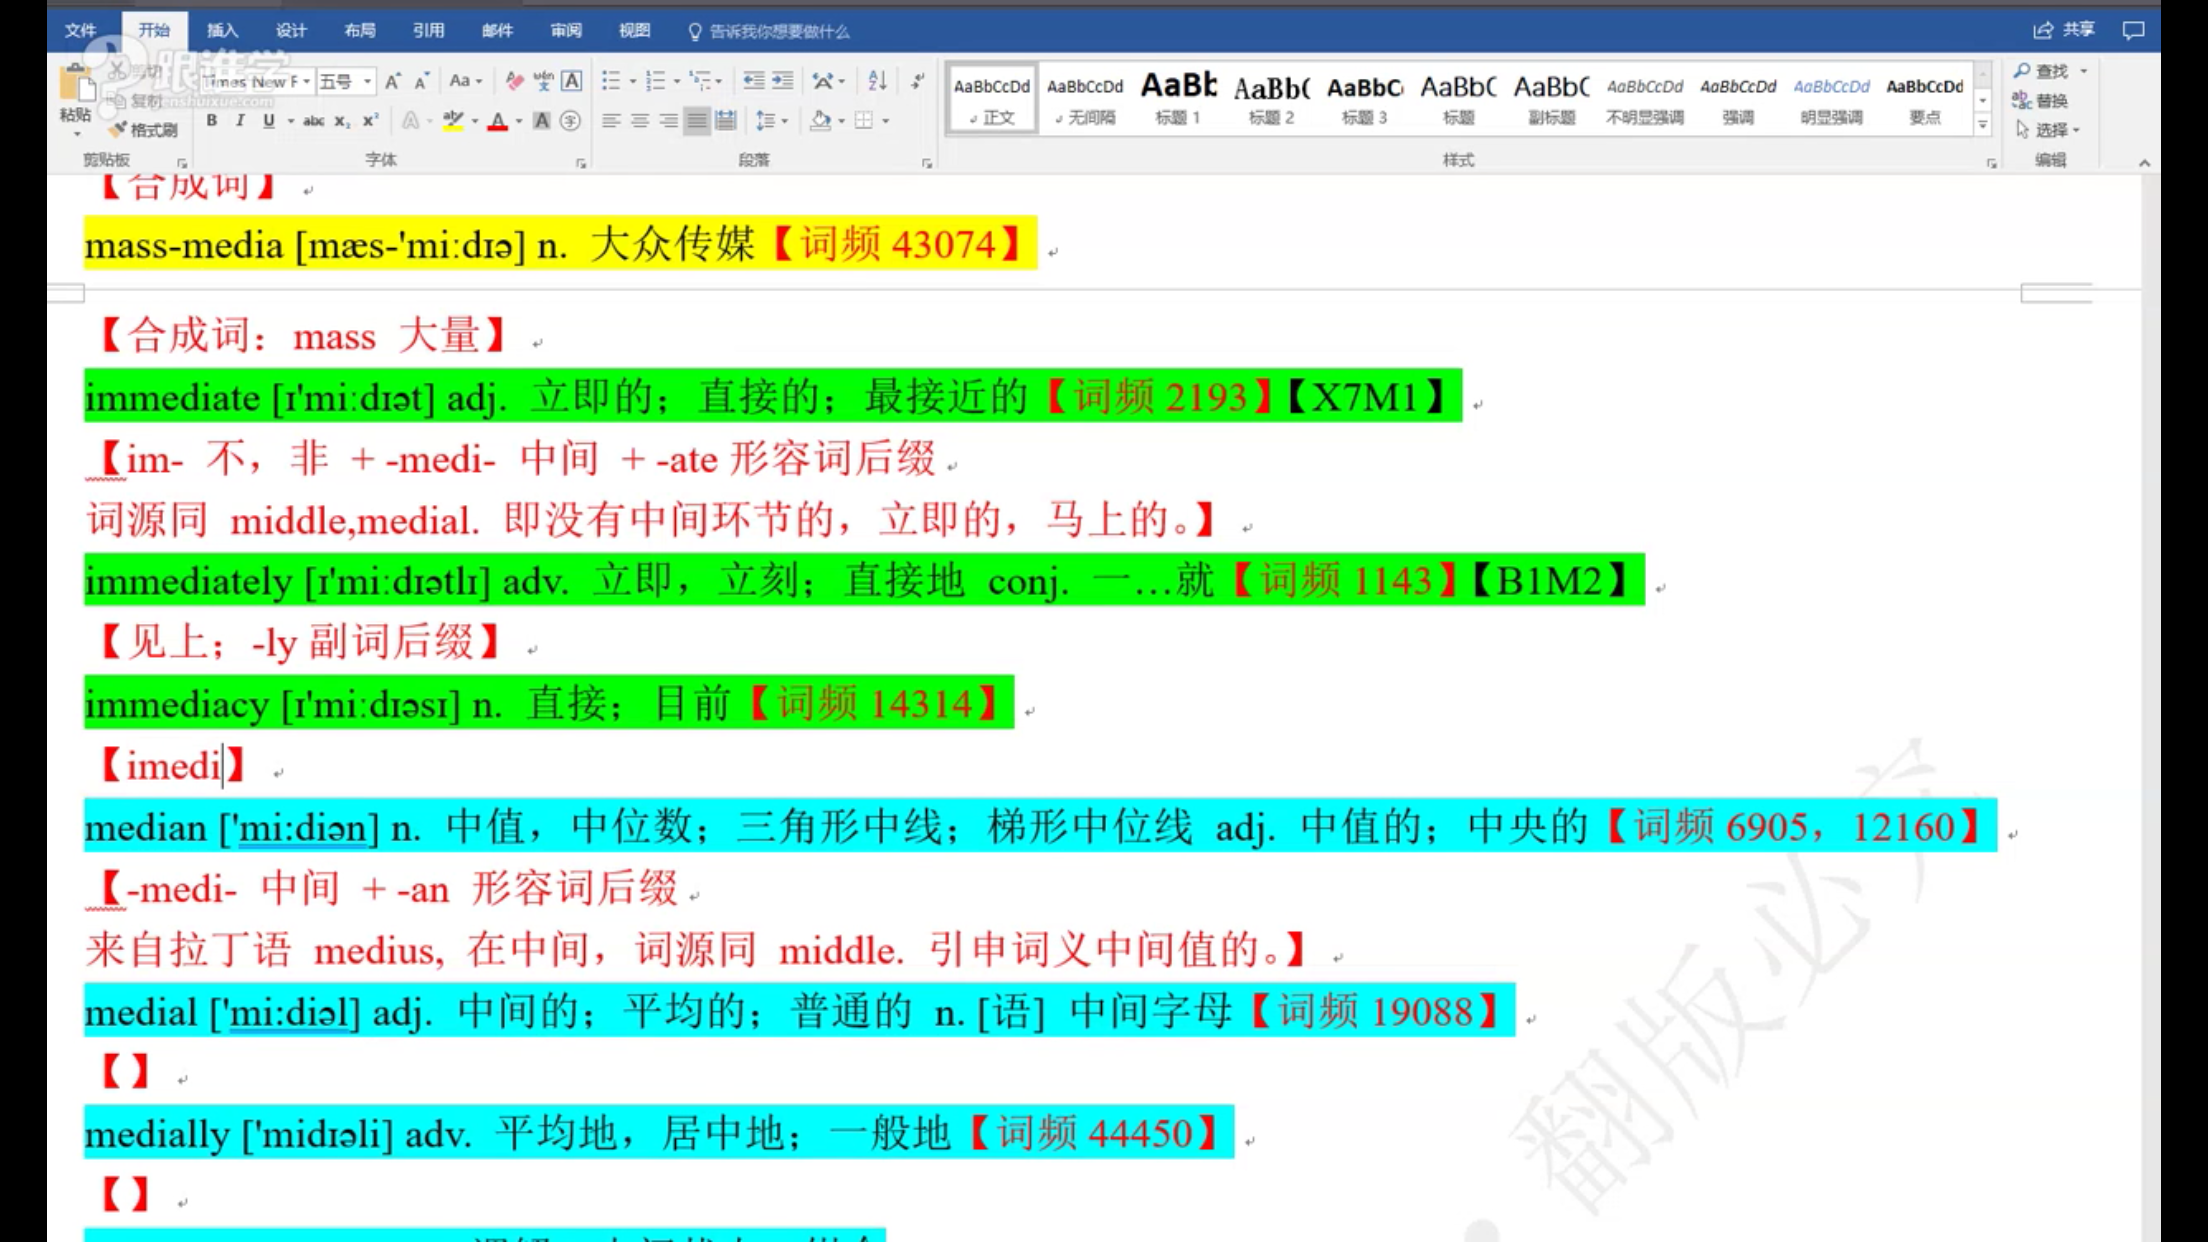 文件 开始 插入 设计 布局 引用 邮件 审阅 视图 告诉我你想要做什么 共享
跟谁学
genshuixue.com
粘贴 剪切 复制 格式刷
Times New F 五号 Aa
B I U abc x₂ x²
AaBbCcDd AaBbCcDd AaBb AaBb( AaBbC AaBbC AaBbC AaBbCcDd AaBbCcDd AaBbCcDd AaBbCcDd
正文 无间隔 标题 1 标题 2 标题 3 标题 副标题 不明显强调 强调 明显强调 要点
查找
替换
选择
剪贴板 字体 段落 样式 编辑
【合成词】
mass-media [mæs-'mi:dɪə] n. 大众传媒【词频 43074】
【合成词：mass 大量】
immediate [ɪ'mi:dɪət] adj. 立即的；直接的；最接近的【词频 2193】【X7M1】
【im- 不，非 + -medi- 中间 + -ate 形容词后缀
词源同 middle,medial. 即没有中间环节的，立即的，马上的。】
immediately [ɪ'mi:dɪətlɪ] adv. 立即，立刻；直接地 conj. 一…就【词频 1143】【B1M2】
【见上；-ly 副词后缀】
immediacy [ɪ'mi:dɪəsɪ] n. 直接；目前【词频 14314】
【imedi】
median ['mi:diən] n. 中值，中位数；三角形中线；梯形中位线 adj. 中值的；中央的【词频 6905，12160】
【-medi- 中间 + -an 形容词后缀
来自拉丁语 medius, 在中间，词源同 middle. 引申词义中间值的。】
medial ['mi:diəl] adj. 中间的；平均的；普通的 n. [语] 中间字母【词频 19088】
【】
medially ['midɪəli] adv. 平均地，居中地；一般地【词频 44450】
【】
翻版必究